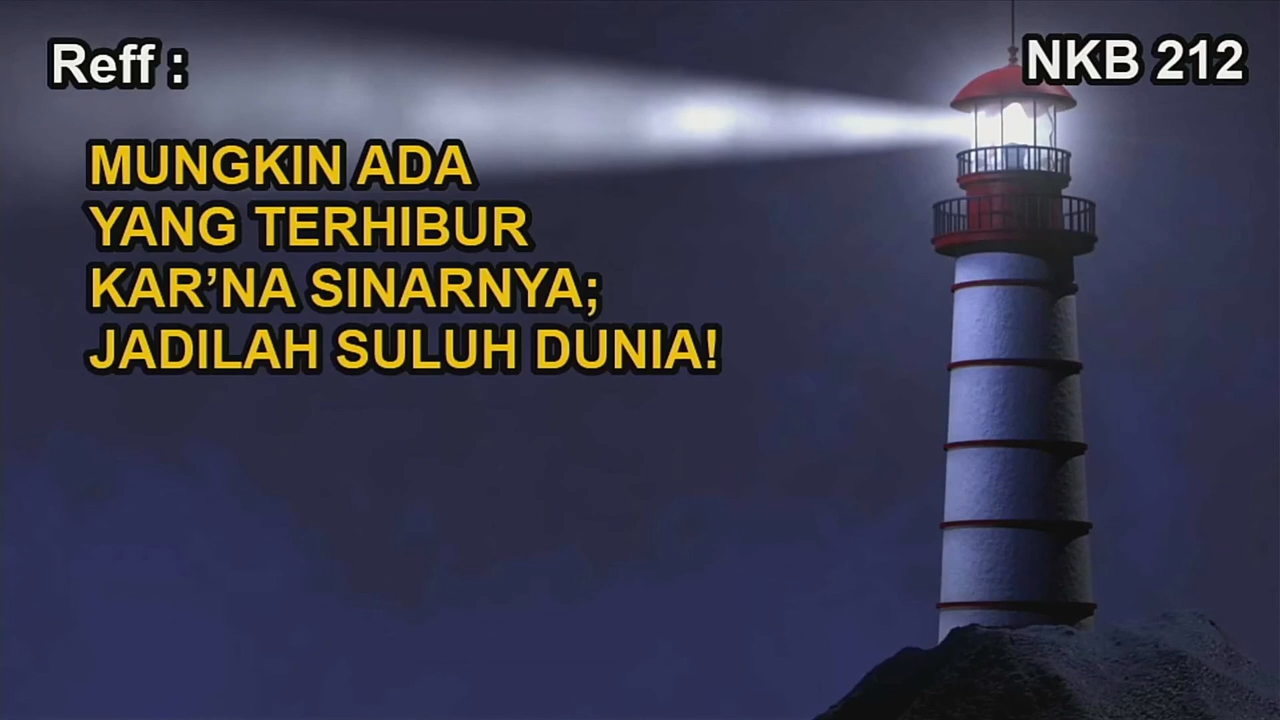 Reff :
NKB 212
MUNGKIN ADA
YANG TERHIBUR
KAR’NA SINARNYA;
JADILAH SULUH DUNIA!